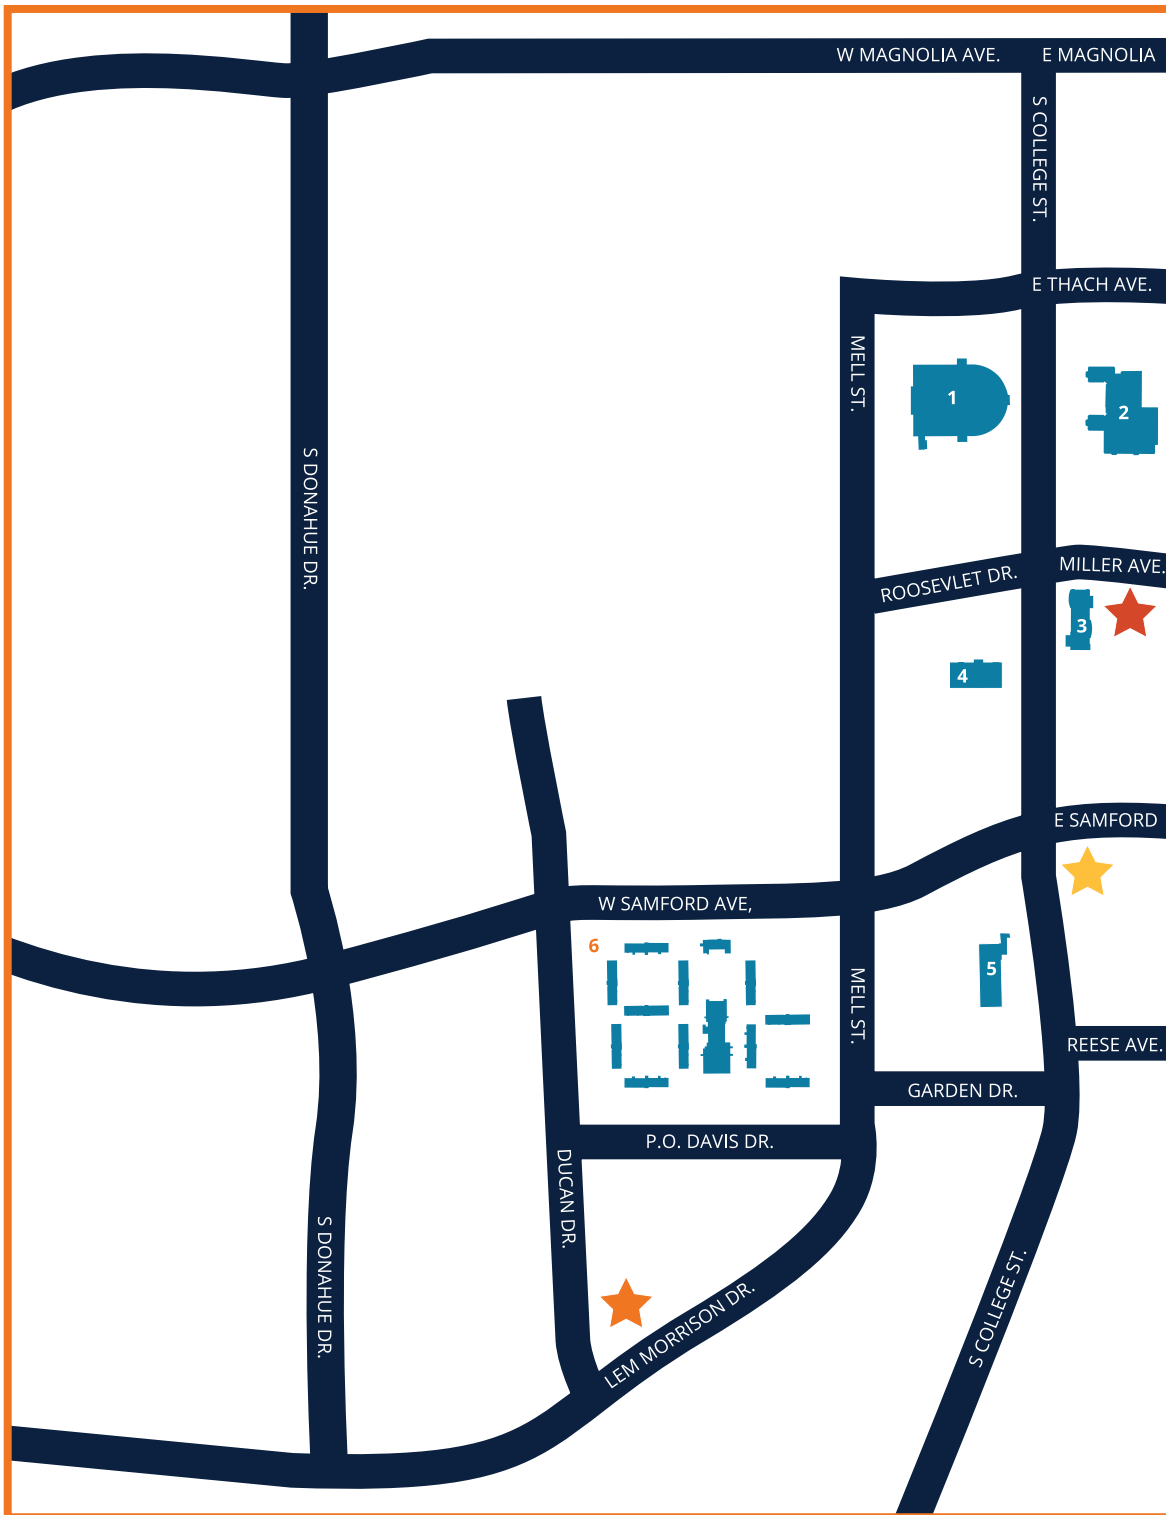 W MAGNOLIA AVE.
E MAGNOLIA
S COLLEGE ST.
E THACH AVE.
MELL ST.
1
2
S DONAHUE DR.
ROOSEVLET DR.
MILLER AVE.
3
4
E SAMFORD
W SAMFORD AVE,
6
5
MELL ST.
REESE AVE.
GARDEN DR.
P.O. DAVIS DR.
DUCAN DR.
S DONAHUE DR.
LEM MORRISON DR.
S COLLEGE ST.